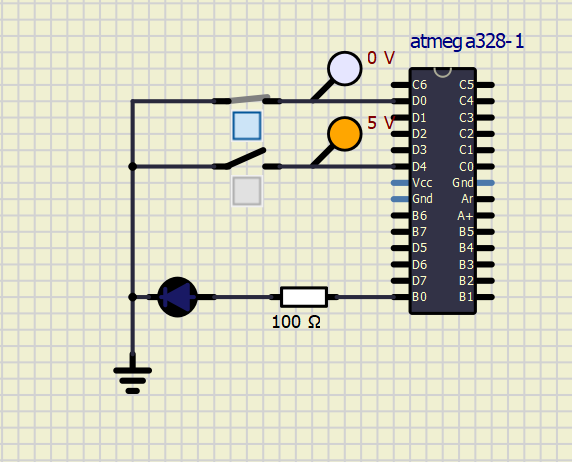 atmega328-1
0 V
5 V
C6 C5
D0 C4
D1 C3
D2 C2
D3 C1
D4 C0
Vcc Gnd
Gnd Ar
B6 A+
B7 B5
D5 B4
D6 B3
D7 B2
B0 B1
100 Ω